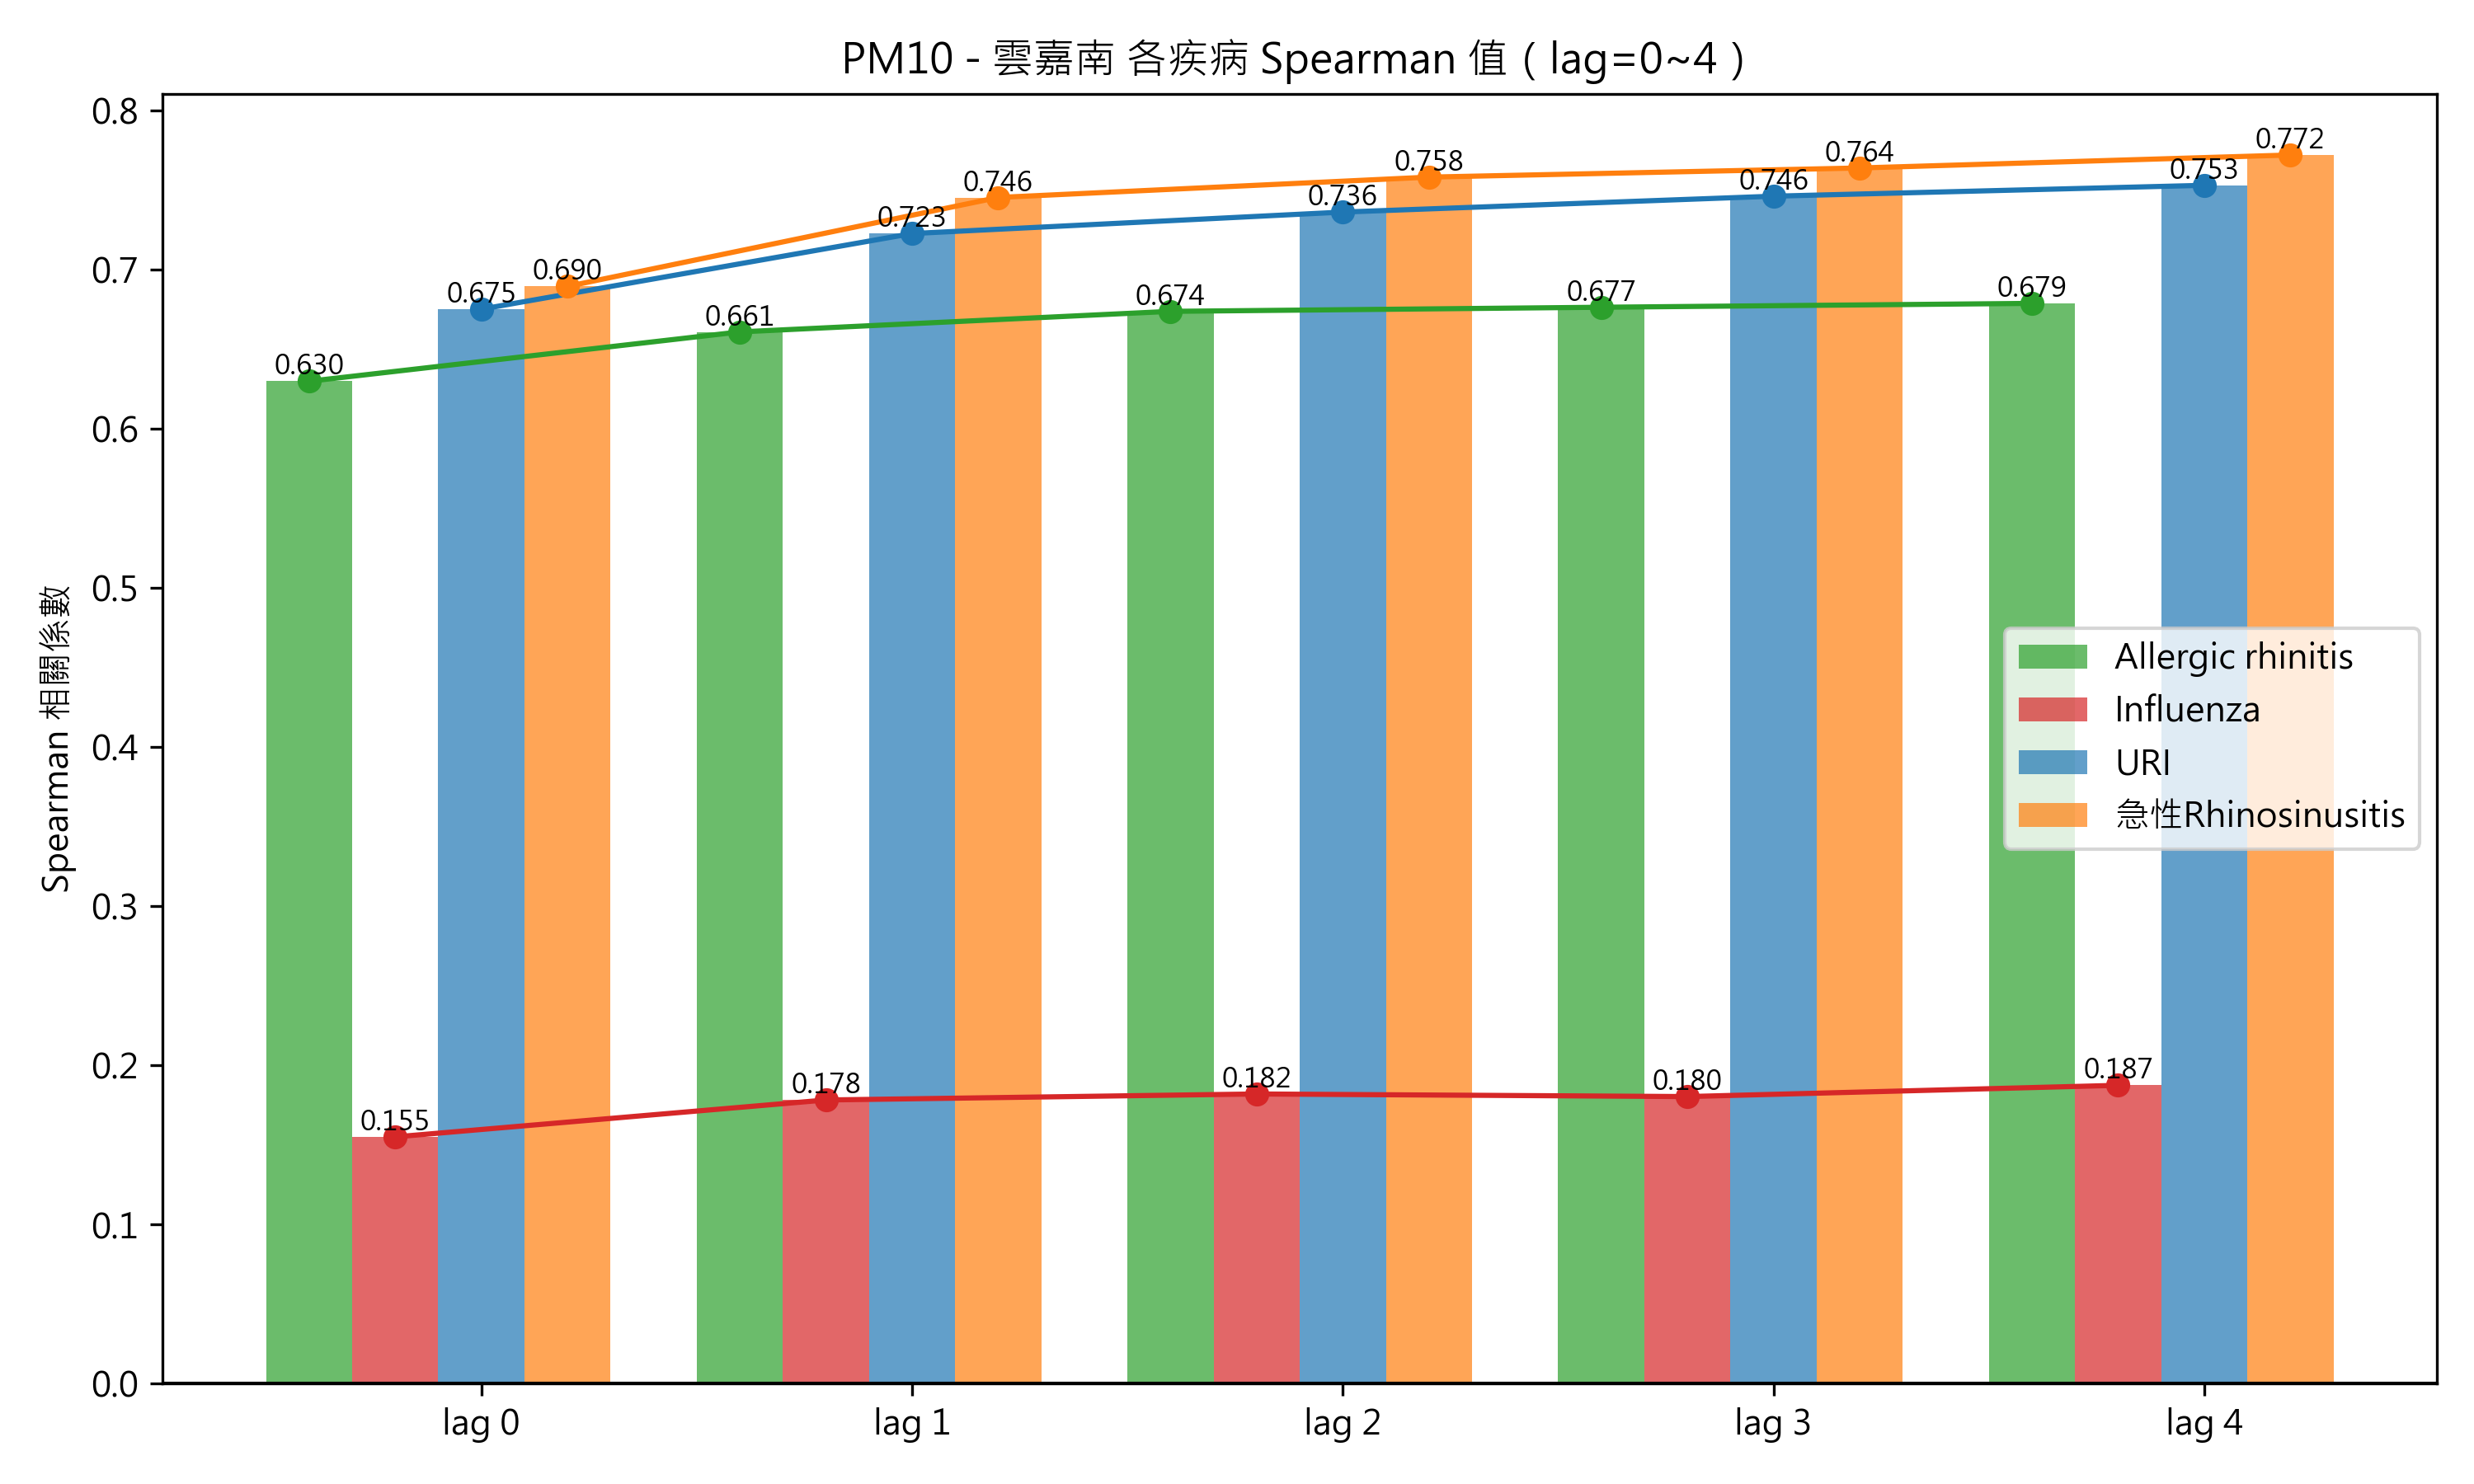 PM10 - 雲嘉南 各疾病 Spearman 值（lag=0~4）
Spearman 相關係數
0.8
0.7
0.6
0.5
0.4
0.3
0.2
0.1
0.0
0.630
0.155
0.675
0.690
0.661
0.178
0.723
0.746
0.674
0.182
0.736
0.758
0.677
0.180
0.746
0.764
0.679
0.187
0.753
0.772
Allergic rhinitis
Influenza
URI
急性Rhinosinusitis
lag 0
lag 1
lag 2
lag 3
lag 4